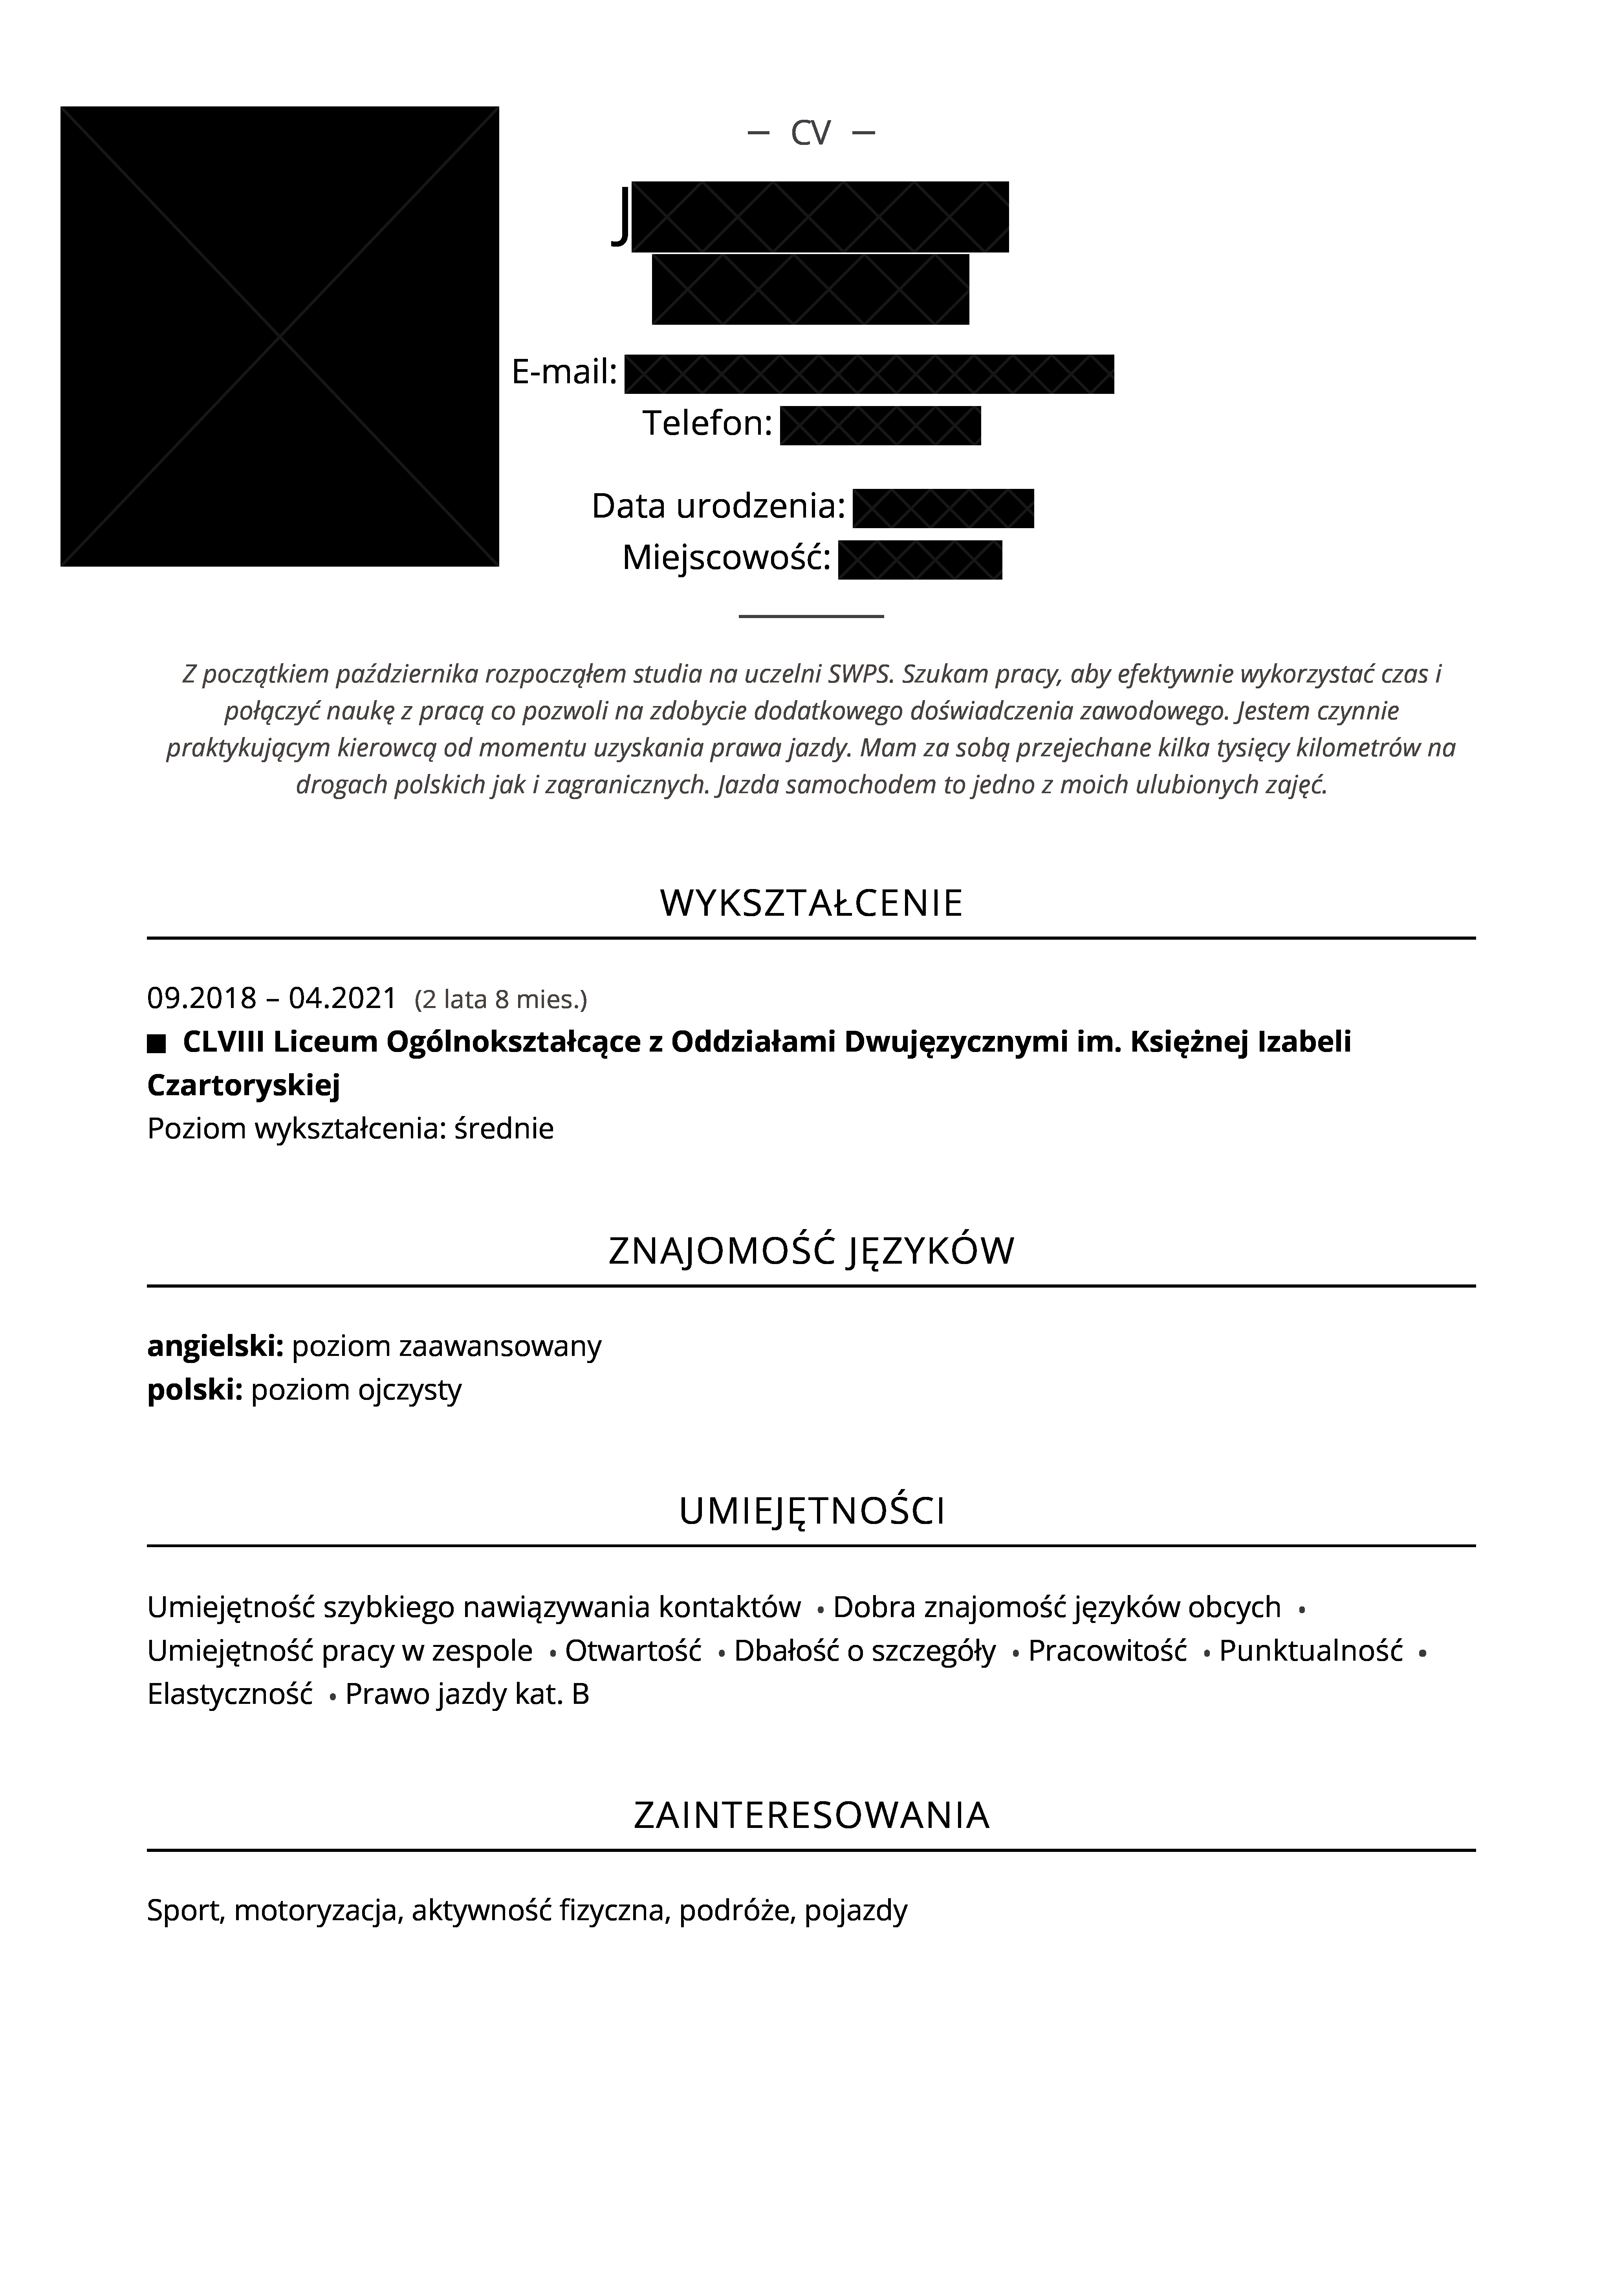 – CV –
J
E-mail:
Telefon:
Data urodzenia:
Miejscowość:
Z początkiem października rozpocząłem studia na uczelni SWPS. Szukam pracy, aby efektywnie wykorzystać czas i
połączyć naukę z pracą co pozwoli na zdobycie dodatkowego doświadczenia zawodowego. Jestem czynnie
praktykującym kierowcą od momentu uzyskania prawa jazdy. Mam za sobą przejechane kilka tysięcy kilometrów na
drogach polskich jak i zagranicznych. Jazda samochodem to jedno z moich ulubionych zajęć.
WYKSZTAŁCENIE
09.2018 – 04.2021 (2 lata 8 mies.)
■ CLVIII Liceum Ogólnokształcące z Oddziałami Dwujęzycznymi im. Księżnej Izabeli
Czartoryskiej
Poziom wykształcenia: średnie
ZNAJOMOŚĆ JĘZYKÓW
angielski: poziom zaawansowany
polski: poziom ojczysty
UMIEJĘTNOŚCI
Umiejętność szybkiego nawiązywania kontaktów • Dobra znajomość języków obcych •
Umiejętność pracy w zespole • Otwartość • Dbałość o szczegóły • Pracowitość • Punktualność •
Elastyczność • Prawo jazdy kat. B
ZAINTERESOWANIA
Sport, motoryzacja, aktywność fizyczna, podróże, pojazdy